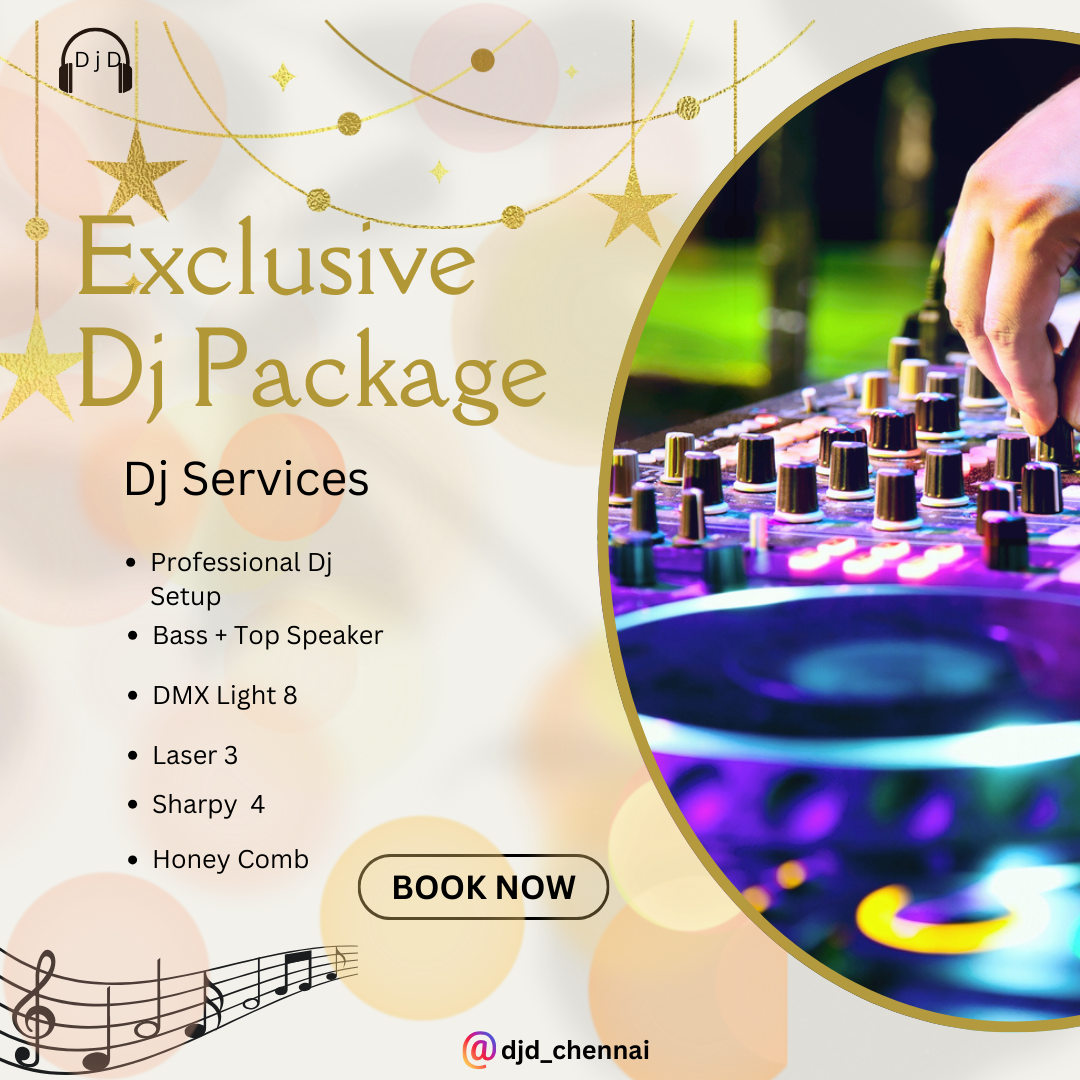 D j D
Exclusive
Dj Package
Dj Services
• Professional Dj
Setup
• Bass + Top Speaker
• DMX Light 8
• Laser 3
• Sharpy  4
• Honey Comb
BOOK NOW
@djd_chennai